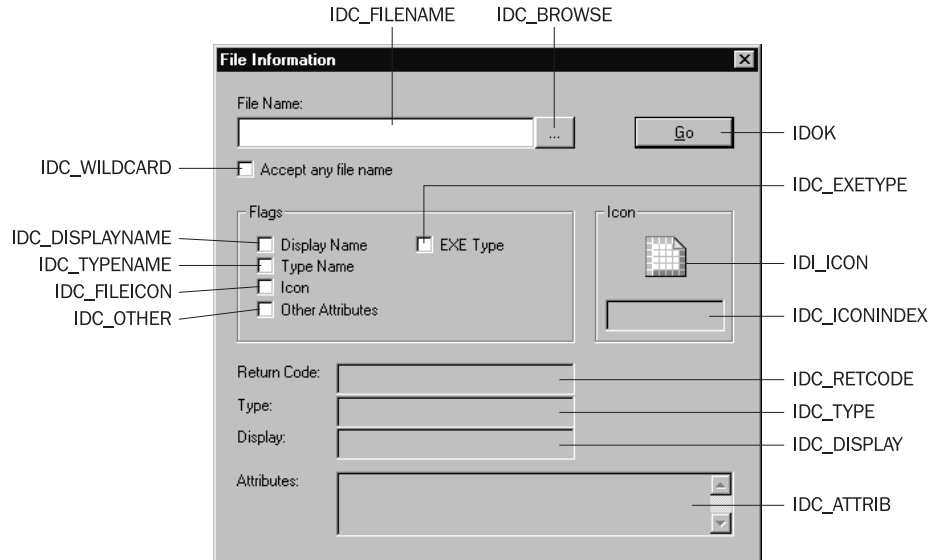 IDC_FILENAME IDC_BROWSE
File Information
File Name:
... Go IDOK
IDC_WILDCARD Accept any file name
IDC_EXETYPE
Flags Icon
IDC_DISPLAYNAME Display Name EXE Type
IDC_TYPENAME Type Name IDI_ICON
IDC_FILEICON Icon
IDC_OTHER Other Attributes IDC_ICONINDEX
Return Code: IDC_RETCODE
Type: IDC_TYPE
Display: IDC_DISPLAY
Attributes: IDC_ATTRIB